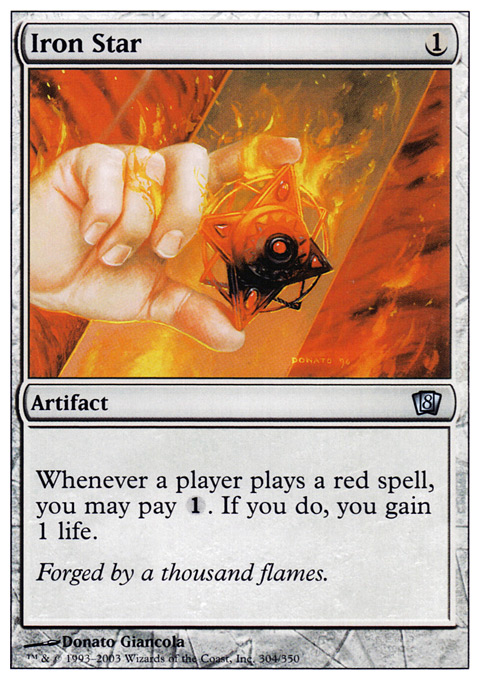 Iron Star 1
DONATO 96
Artifact 8
Whenever a player plays a red spell,
you may pay 1. If you do, you gain
1 life.
Forged by a thousand flames.
Donato Giancola
™ & © 1993–2003 Wizards of the Coast, Inc. 304/350